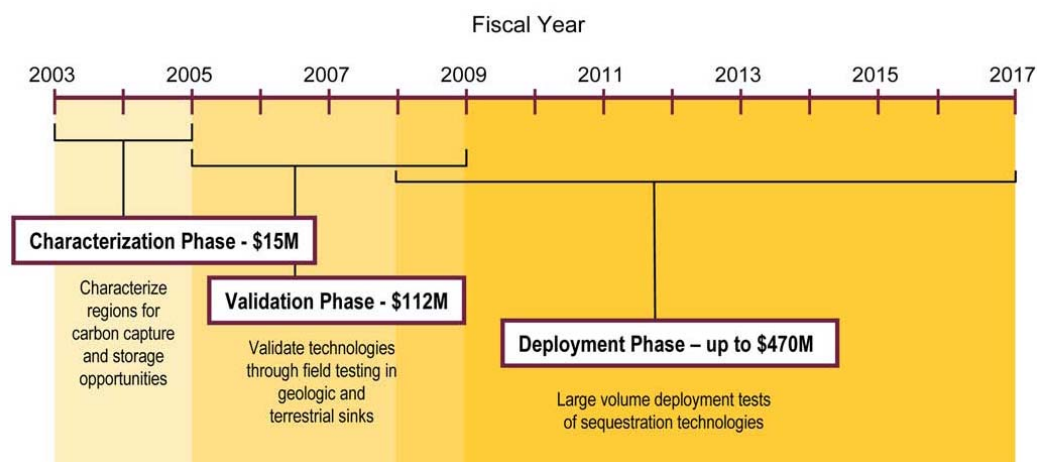 Fiscal Year
2003 2005 2007 2009 2011 2013 2015 2017
Characterization Phase - $15M
Characterize
regions for
carbon capture
and storage
opportunities
Validation Phase - $112M
Validate technologies
through field testing in
geologic and
terrestrial sinks
Deployment Phase – up to $470M
Large volume deployment tests
of sequestration technologies